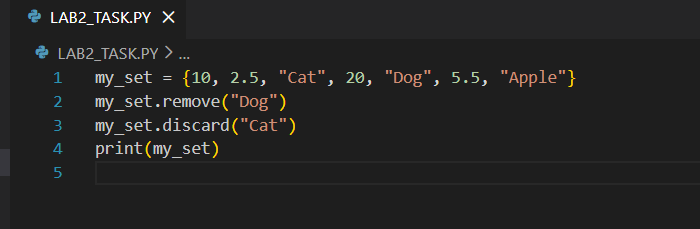 LAB2_TASK.PY ×
LAB2_TASK.PY > ...
1 my_set = {10, 2.5, "Cat", 20, "Dog", 5.5, "Apple"}
2 my_set.remove("Dog")
3 my_set.discard("Cat")
4 print(my_set)
5